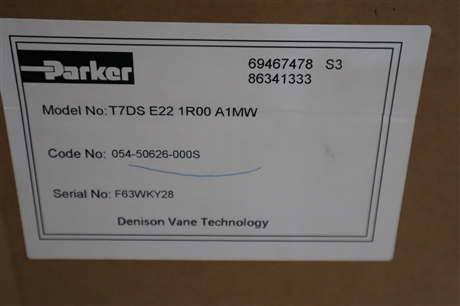 Parker
69467478 S3
86341333
Model No: T7DS E22 1R00 A1MW
Code No: 054-50626-000S
Serial No: F63WKY28
Denison Vane Technology